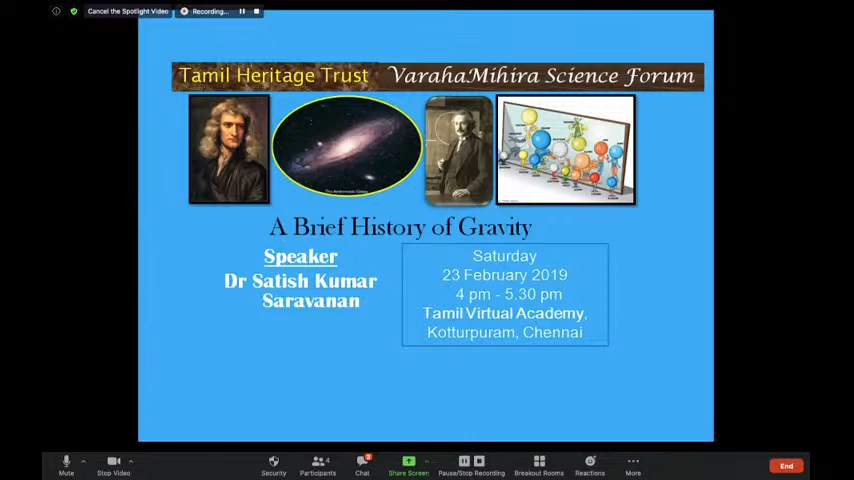 Cancel the Spotlight Video
Recording...
Tamil Heritage Trust VarahaMihira Science Forum
A Brief History of Gravity
Speaker
Dr Satish Kumar
Saravanan
Saturday
23 February 2019
4 pm - 5.30 pm
Tamil Virtual Academy,
Kotturpuram, Chennai
Mute
Stop Video
Security
4
Participants
3
Chat
Share Screen
Pause/Stop Recording
Breakout Rooms
Reactions
More
End